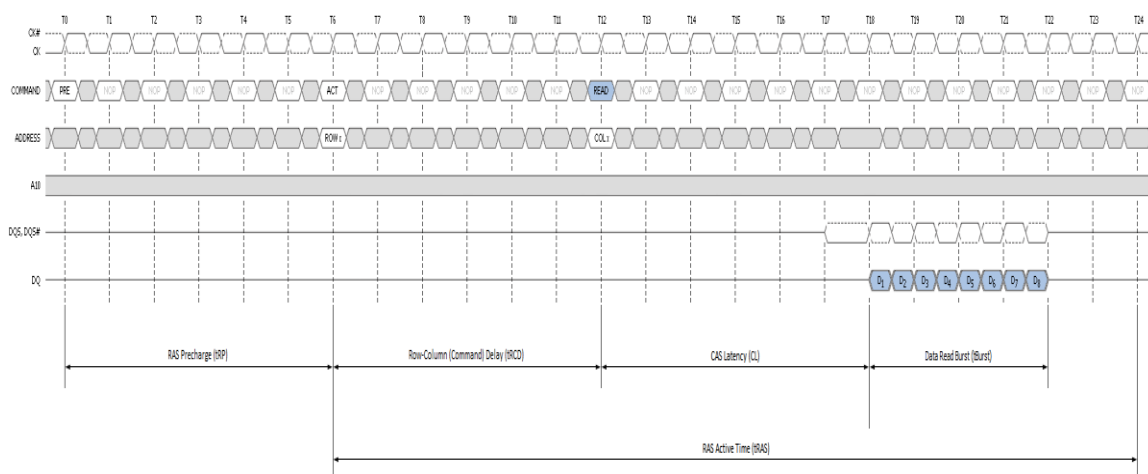 T0 T1 T2 T3 T4 T5 T6 T7 T8 T9 T10 T11 T12 T13 T14 T15 T16 T17 T18 T19 T20 T21 T22 T23 T24
CK#
CK
COMMAND PRE NOP NOP NOP NOP NOP ACT NOP NOP NOP NOP NOP READ NOP NOP NOP NOP NOP NOP NOP NOP NOP NOP NOP NOP
ADDRESS ROW COL
A10
DQS, DQS#
DQ D1 D2 D3 D4 D5 D6 D7 D8
RAS Precharge (tRP) Row-Column (Command) Delay (tRCD) CAS Latency (CL) Data Read Burst (tBurst)
RAS Active Time (tRAS)